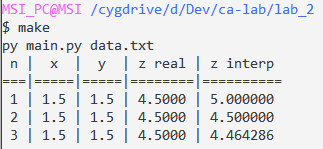 MSI_PC@MSI /cygdrive/d/Dev/ca-lab/lab_2
$ make
py main.py data.txt
 n |  x  |  y  | z real | z interp
===|=====|=====|========|==========
 1 | 1.5 | 1.5 | 4.5000 | 5.000000
 2 | 1.5 | 1.5 | 4.5000 | 4.500000
 3 | 1.5 | 1.5 | 4.5000 | 4.464286